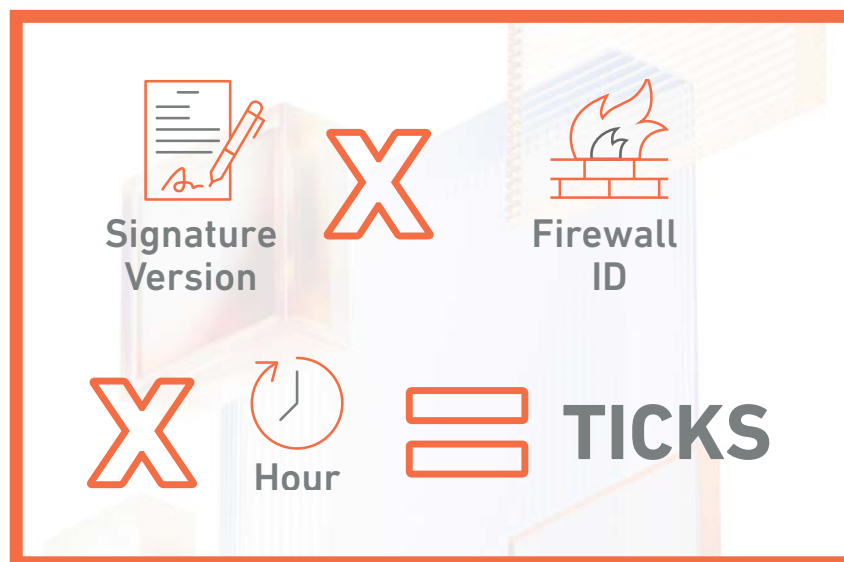 Signature
Version
X
Firewall
ID
X
Hour
=
TICKS